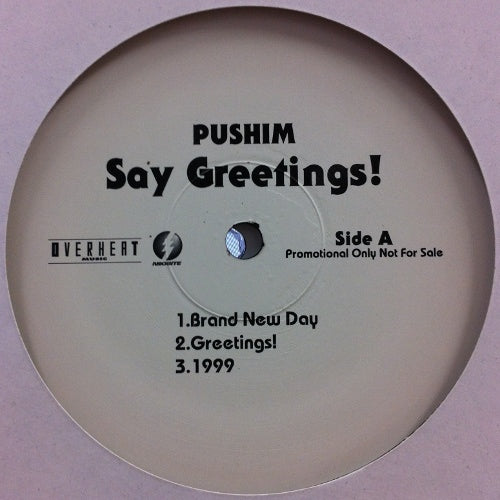 PUSHIM
Say Greetings!
OVERHEAT
MUSIC
Side A
Promotional Only Not For Sale
1.Brand New Day
2.Greetings!
3.1999